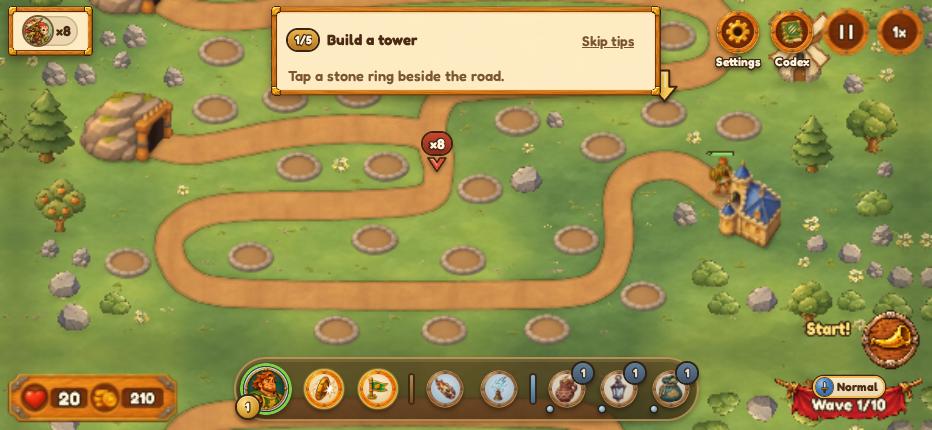 x8
1/5 Build a tower Skip tips
Tap a stone ring beside the road.
Settings
Codex
1x
x8
Start!
20
210
1
1
1
1
Normal
Wave 1/10